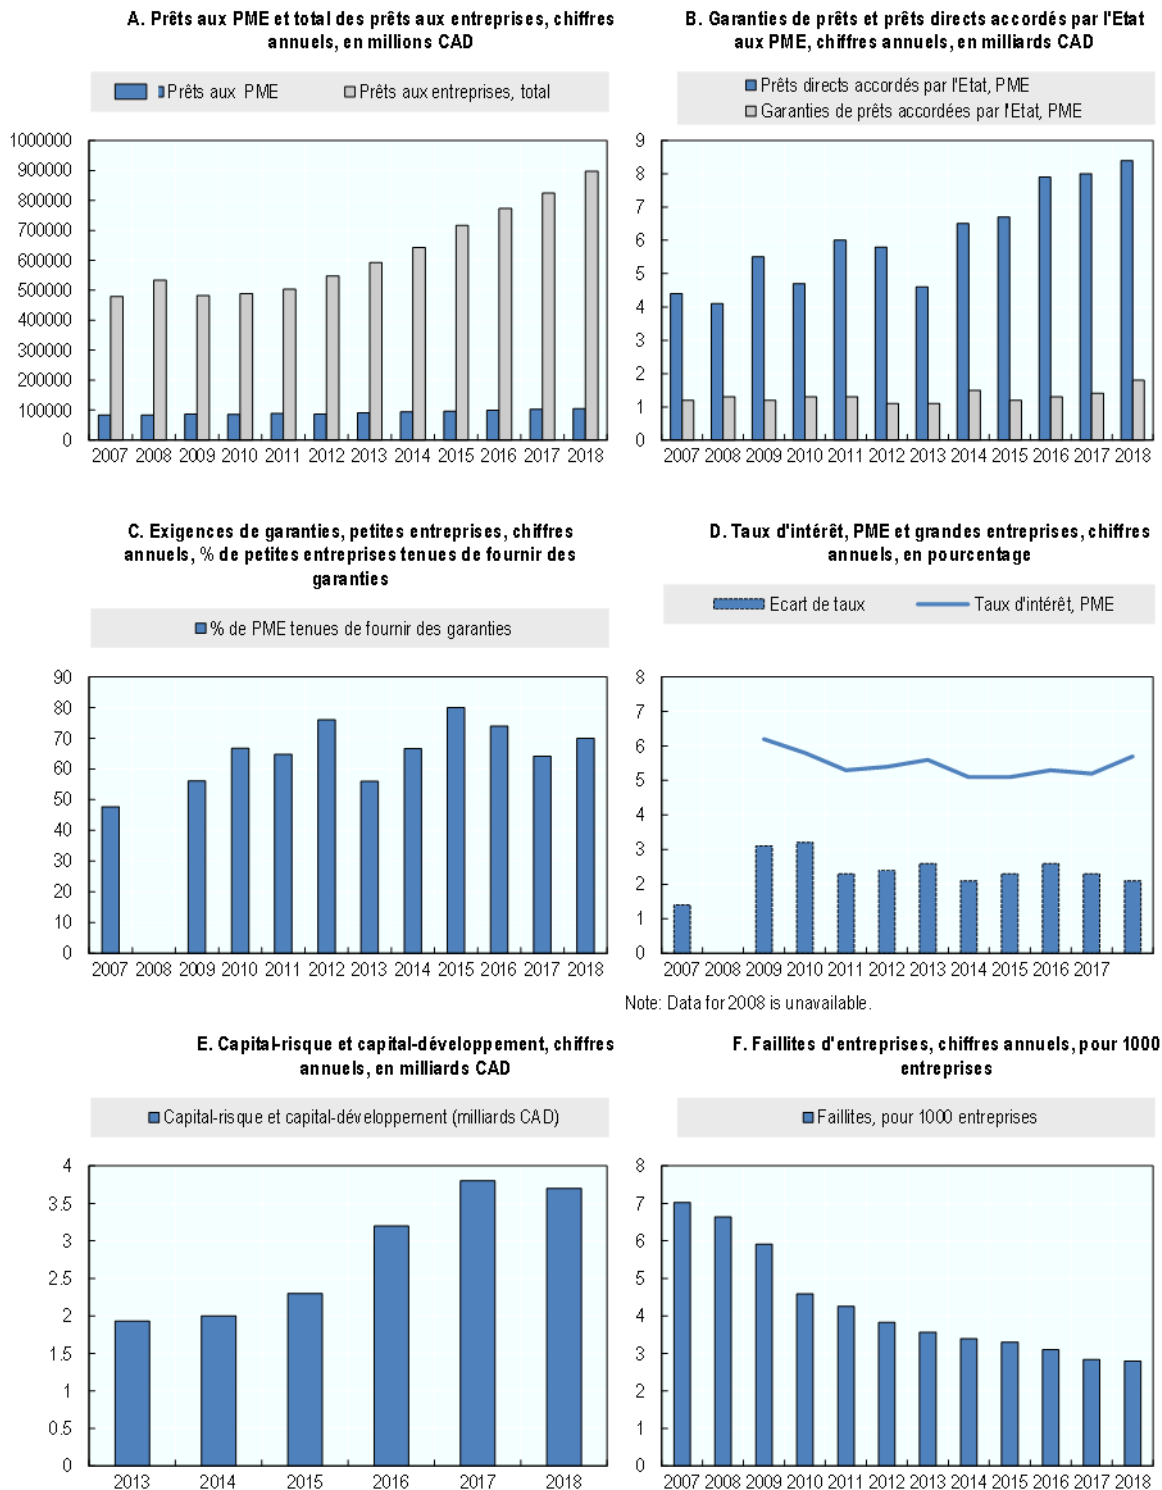 A. Prêts aux PME et total des prêts aux entreprises, chiffres
annuels, en millions CAD
Prêts aux PME
Prêts aux entreprises, total
1000000
900000
800000
700000
600000
500000
400000
300000
200000
100000
0
2007 2008 2009 2010 2011 2012 2013 2014 2015 2016 2017 2018
B. Garanties de prêts et prêts directs accordés par l'Etat
aux PME, chiffres annuels, en milliards CAD
Prêts directs accordés par l'Etat, PME
Garanties de prêts accordées par l'Etat, PME
9
8
7
6
5
4
3
2
1
0
2007 2008 2009 2010 2011 2012 2013 2014 2015 2016 2017 2018
C. Exigences de garanties, petites entreprises, chiffres
annuels, % de petites entreprises tenues de fournir des
garanties
% de PME tenues de fournir des garanties
90
80
70
60
50
40
30
20
10
0
2007 2008 2009 2010 2011 2012 2013 2014 2015 2016 2017 2018
D. Taux d'intérêt, PME et grandes entreprises, chiffres
annuels, en pourcentage
Ecart de taux
Taux d'intérêt, PME
8
7
6
5
4
3
2
1
0
2007 2008 2009 2010 2011 2012 2013 2014 2015 2016 2017
Note: Data for 2008 is unavailable.
E. Capital-risque et capital-développement, chiffres
annuels, en milliards CAD
Capital-risque et capital-développement (milliards CAD)
4
3.5
3
2.5
2
1.5
1
0.5
0
2013 2014 2015 2016 2017 2018
F. Faillites d'entreprises, chiffres annuels, pour 1000
entreprises
Faillites, pour 1000 entreprises
8
7
6
5
4
3
2
1
0
2007 2008 2009 2010 2011 2012 2013 2014 2015 2016 2017 2018